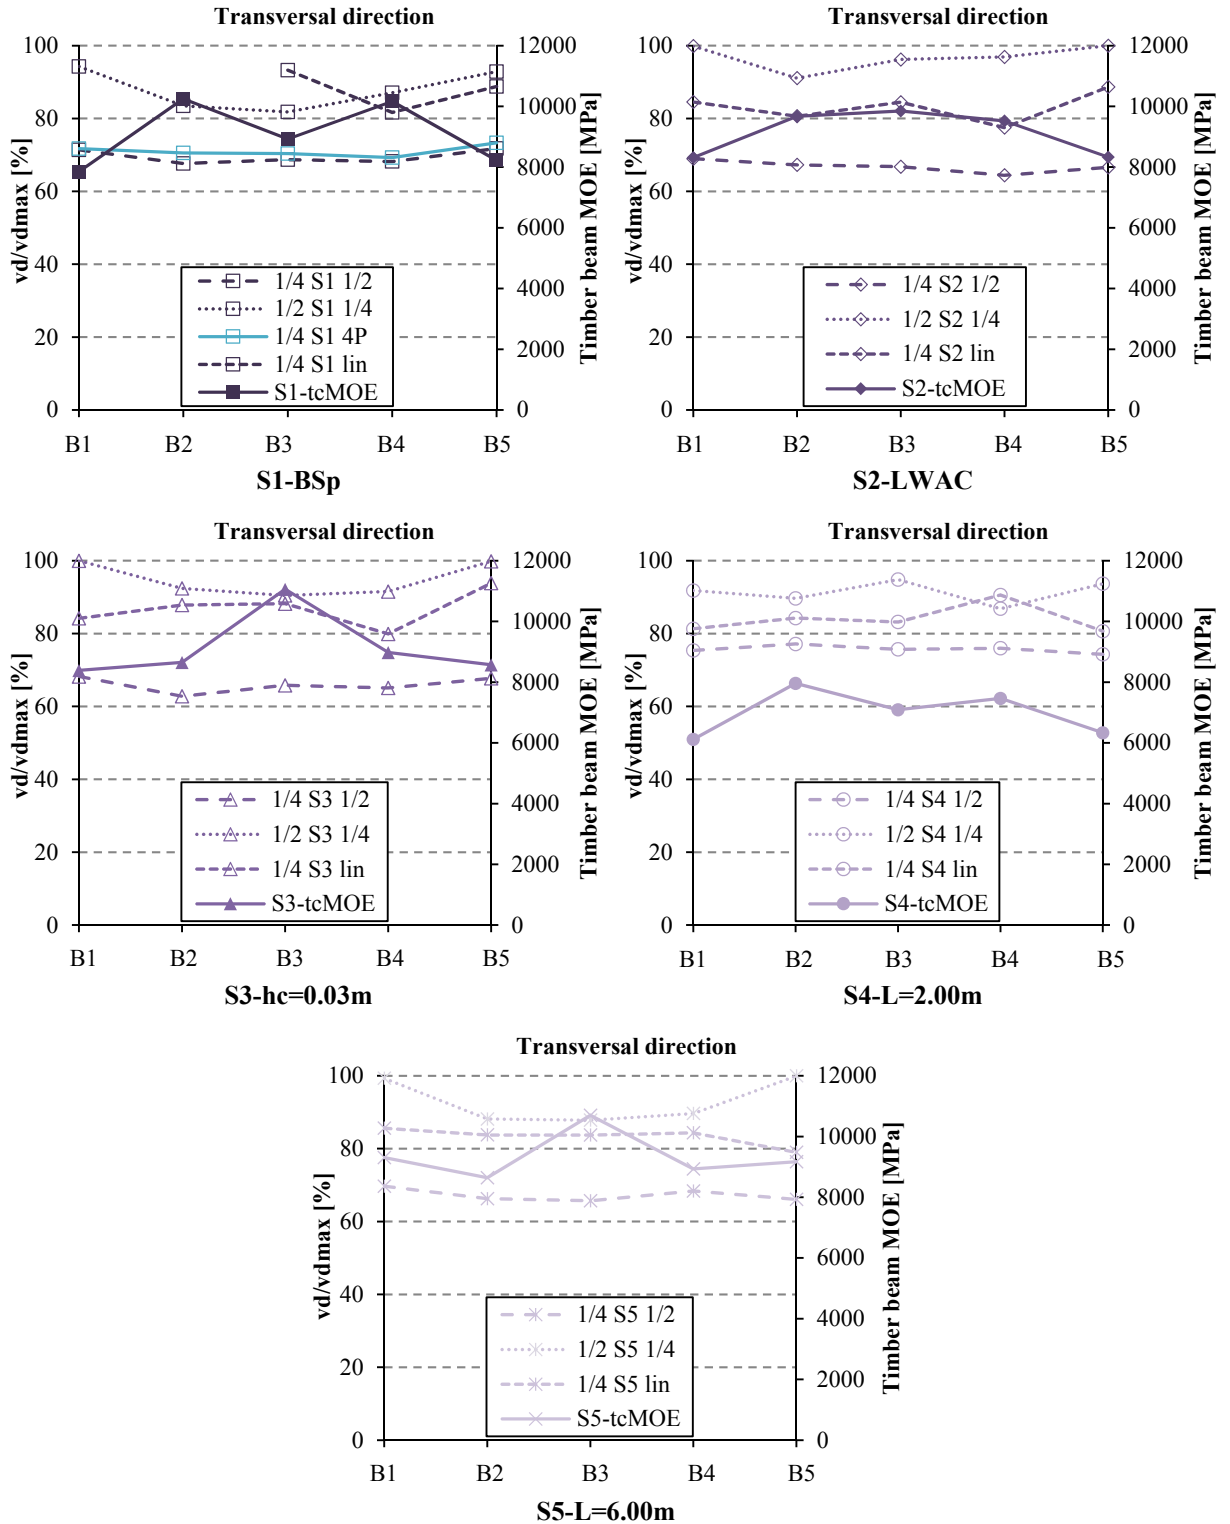 Transversal direction
100
80
60
40
20
0
vd/vdmax [%]
12000
10000
8000
6000
4000
2000
0
Timber beam MOE [MPa]
1/4 S1 1/2
1/2 S1 1/4
1/4 S1 4P
1/4 S1 lin
S1-tcMOE
B1 B2 B3 B4 B5
S1-BSp
Transversal direction
100
80
60
40
20
0
vd/vdmax [%]
12000
10000
8000
6000
4000
2000
0
Timber beam MOE [MPa]
1/4 S2 1/2
1/2 S2 1/4
1/4 S2 lin
S2-tcMOE
B1 B2 B3 B4 B5
S2-LWAC
Transversal direction
100
80
60
40
20
0
vd/vdmax [%]
12000
10000
8000
6000
4000
2000
0
Timber beam MOE [MPa]
1/4 S3 1/2
1/2 S3 1/4
1/4 S3 lin
S3-tcMOE
B1 B2 B3 B4 B5
S3-hc=0.03m
Transversal direction
100
80
60
40
20
0
vd/vdmax [%]
12000
10000
8000
6000
4000
2000
0
Timber beam MOE [MPa]
1/4 S4 1/2
1/2 S4 1/4
1/4 S4 lin
S4-tcMOE
B1 B2 B3 B4 B5
S4-L=2.00m
Transversal direction
100
80
60
40
20
0
vd/vdmax [%]
12000
10000
8000
6000
4000
2000
0
Timber beam MOE [MPa]
1/4 S5 1/2
1/2 S5 1/4
1/4 S5 lin
S5-tcMOE
B1 B2 B3 B4 B5
S5-L=6.00m